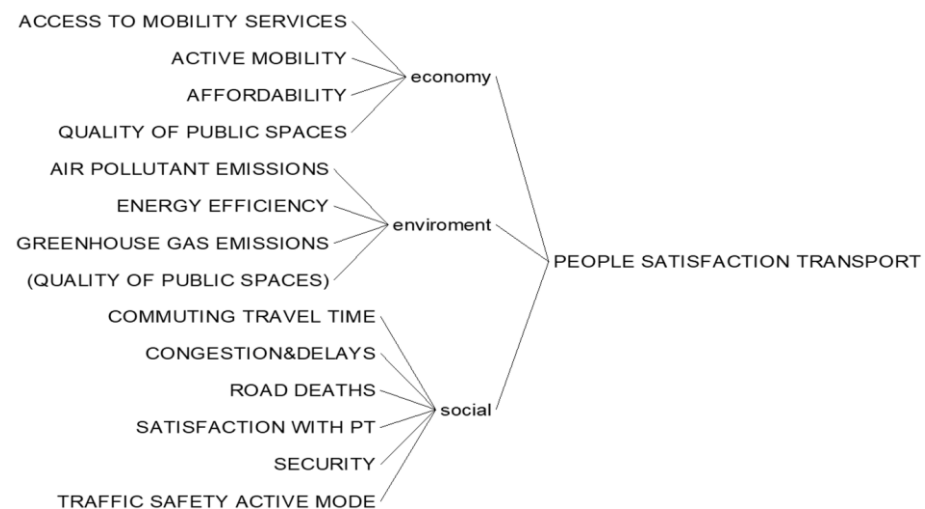 ACCESS TO MOBILITY SERVICES
ACTIVE MOBILITY
economy
AFFORDABILITY
QUALITY OF PUBLIC SPACES
AIR POLLUTANT EMISSIONS
ENERGY EFFICIENCY
enviroment
GREENHOUSE GAS EMISSIONS
PEOPLE SATISFACTION TRANSPORT
(QUALITY OF PUBLIC SPACES)
COMMUTING TRAVEL TIME
CONGESTION&DELAYS
ROAD DEATHS
social
SATISFACTION WITH PT
SECURITY
TRAFFIC SAFETY ACTIVE MODE